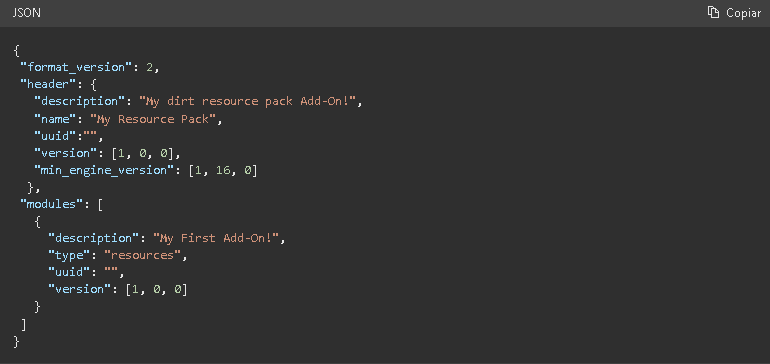 JSON
Copiar
{
"format_version": 2,
"header": {
"description": "My dirt resource pack Add-On!",
"name": "My Resource Pack",
"uuid":"",
"version": [1, 0, 0],
"min_engine_version": [1, 16, 0]
},
"modules": [
{
"description": "My First Add-On!",
"type": "resources",
"uuid": "",
"version": [1, 0, 0]
}
]
}